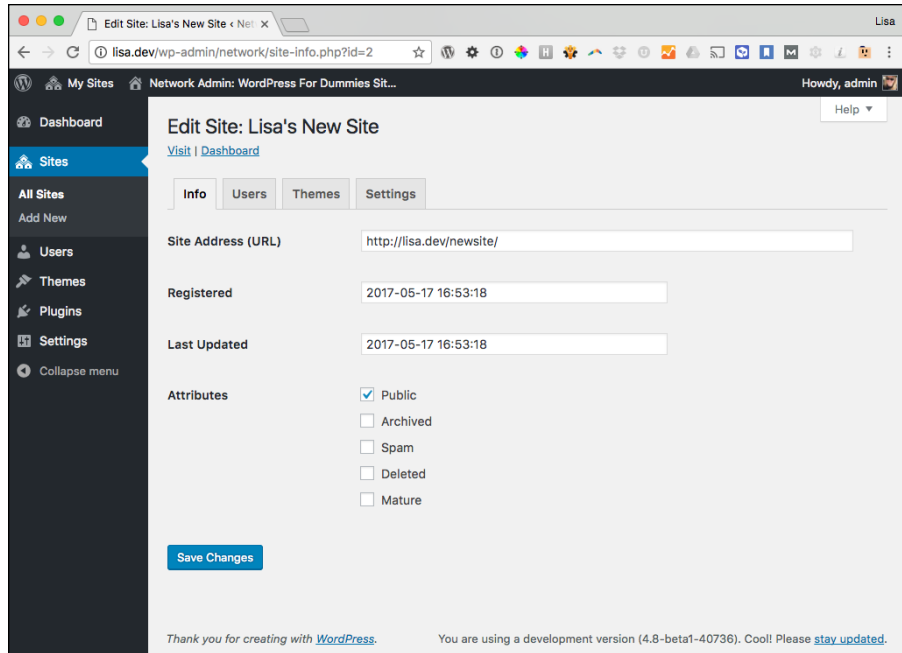 Edit Site: Lisa's New Site ‹ Net
Lisa
lisa.dev/wp-admin/network/site-info.php?id=2
My Sites Network Admin: WordPress For Dummies Sit... Howdy, admin
Help ▼
Dashboard
Sites
All Sites
Add New
Users
Themes
Plugins
Settings
Collapse menu
Edit Site: Lisa's New Site
Visit | Dashboard
Info Users Themes Settings
Site Address (URL) http://lisa.dev/newsite/
Registered 2017-05-17 16:53:18
Last Updated 2017-05-17 16:53:18
Attributes Public
Archived
Spam
Deleted
Mature
Save Changes
Thank you for creating with WordPress. You are using a development version (4.8-beta1-40736). Cool! Please stay updated.